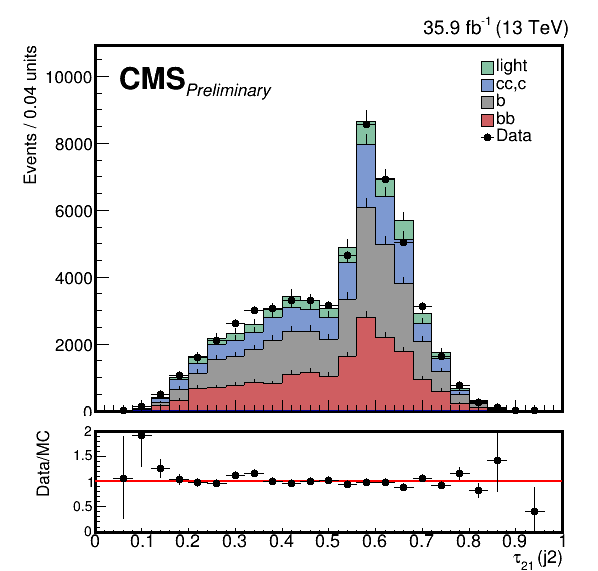 35.9 fb⁻¹ (13 TeV)
Events / 0.04 units
CMS Preliminary
light
cc,c
b
bb
Data
10000
8000
6000
4000
2000
0
Data/MC
2
1.5
1
0.5
0
0 0.1 0.2 0.3 0.4 0.5 0.6 0.7 0.8 0.9 1
τ₂₁ (j2)